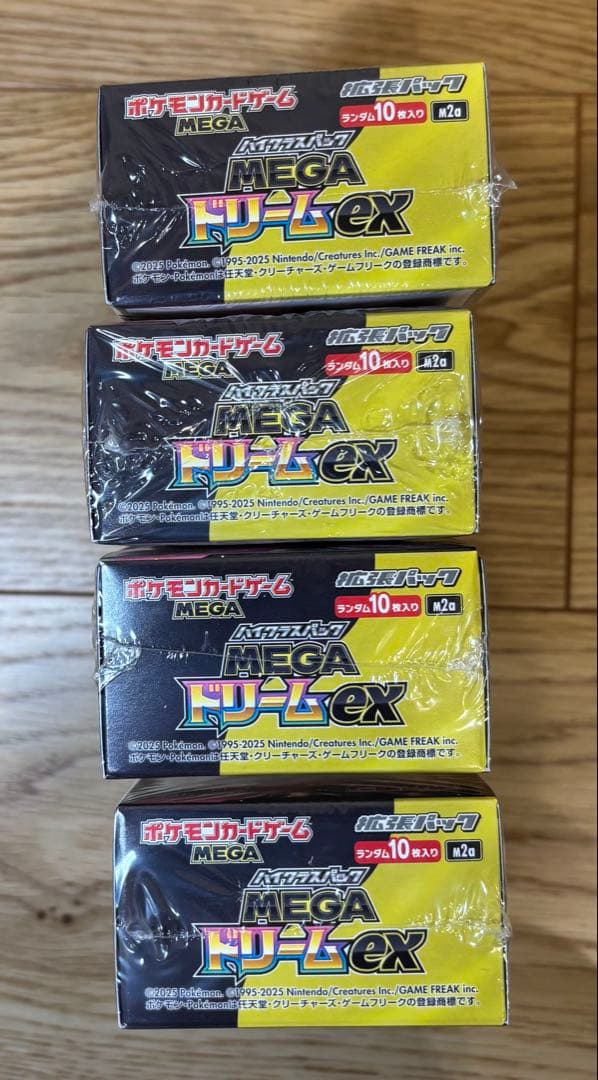 ポケモンカードゲーム
MEGA
拡張パック
ランダム10枚入り M2a
ハイクラスパック
MEGA
ドリームex
©2025 Pokémon. ©1995-2025 Nintendo/Creatures Inc./GAME FREAK inc.
ポケモン・Pokémonは任天堂・クリーチャーズ・ゲームフリークの登録商標です。
ポケモンカードゲーム
MEGA
拡張パック
ランダム10枚入り M2a
ハイクラスパック
MEGA
ドリームex
©2025 Pokémon. ©1995-2025 Nintendo/Creatures Inc./GAME FREAK inc.
ポケモン・Pokémonは任天堂・クリーチャーズ・ゲームフリークの登録商標です。
ポケモンカードゲーム
MEGA
拡張パック
ランダム10枚入り M2a
ハイクラスパック
MEGA
ドリームex
©2025 Pokémon. ©1995-2025 Nintendo/Creatures Inc./GAME FREAK inc.
ポケモン・Pokémonは任天堂・クリーチャーズ・ゲームフリークの登録商標です。
ポケモンカードゲーム
MEGA
拡張パック
ランダム10枚入り M2a
ハイクラスパック
MEGA
ドリームex
©2025 Pokémon. ©1995-2025 Nintendo/Creatures Inc./GAME FREAK inc.
ポケモン・Pokémonは任天堂・クリーチャーズ・ゲームフリークの登録商標です。